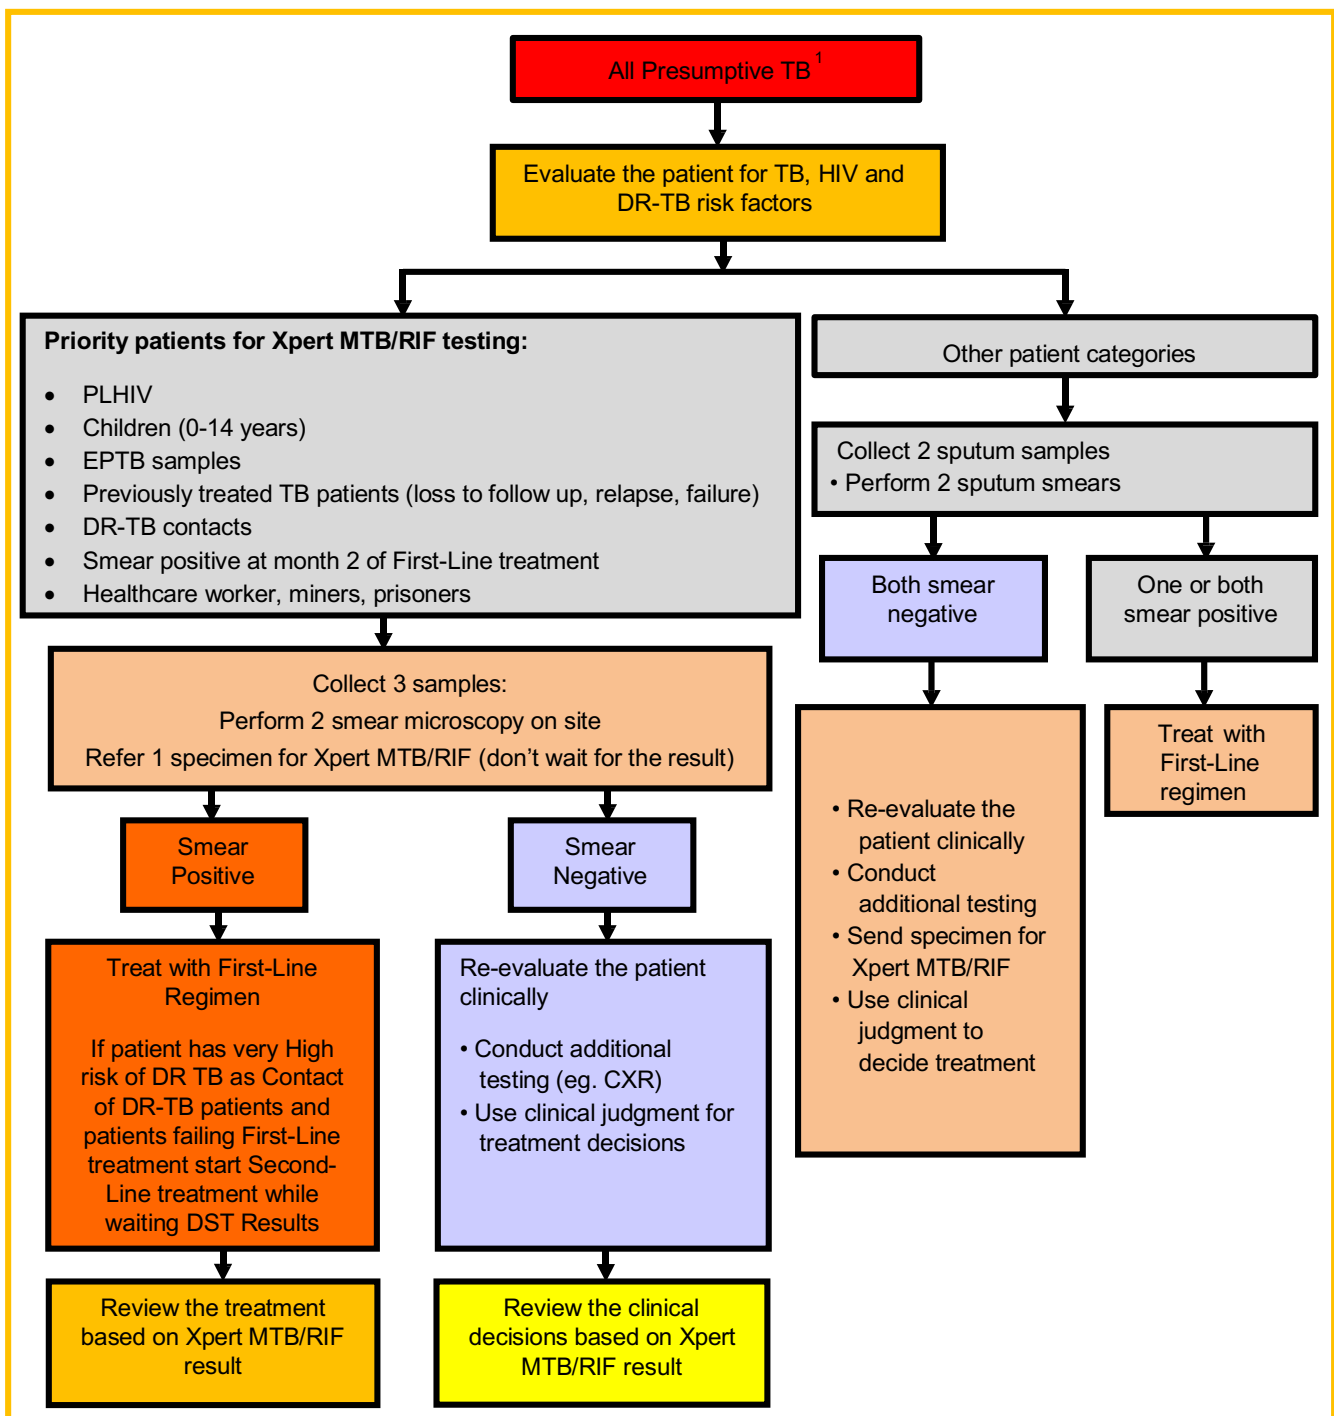 All Presumptive TB 1
Evaluate the patient for TB, HIV and
DR-TB risk factors
Priority patients for Xpert MTB/RIF testing:
• PLHIV
• Children (0-14 years)
• EPTB samples
• Previously treated TB patients (loss to follow up, relapse, failure)
• DR-TB contacts
• Smear positive at month 2 of First-Line treatment
• Healthcare worker, miners, prisoners
Other patient categories
Collect 2 sputum samples
• Perform 2 sputum smears
Both smear
negative
One or both
smear positive
Collect 3 samples:
Perform 2 smear microscopy on site
Refer 1 specimen for Xpert MTB/RIF (don’t wait for the result)
Treat with
First-Line
regimen
• Re-evaluate the
patient clinically
• Conduct
additional testing
• Send specimen for
Xpert MTB/RIF
• Use clinical
judgment to
decide treatment
Smear
Positive
Smear
Negative
Treat with First-Line
Regimen
If patient has very High
risk of DR TB as Contact
of DR-TB patients and
patients failing First-Line
treatment start Second-
Line treatment while
waiting DST Results
Re-evaluate the patient
clinically
• Conduct additional
testing (eg. CXR)
• Use clinical judgment for
treatment decisions
Review the treatment
based on Xpert MTB/RIF
result
Review the clinical
decisions based on Xpert
MTB/RIF result